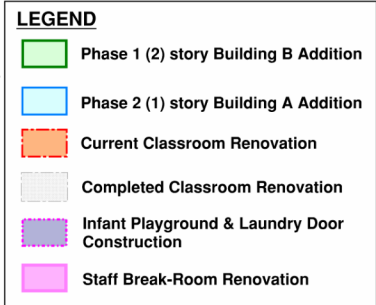 LEGEND
Phase 1 (2) story Building B Addition
Phase 2 (1) story Building A Addition
Current Classroom Renovation
Completed Classroom Renovation
Infant Playground & Laundry Door
Construction
Staff Break-Room Renovation